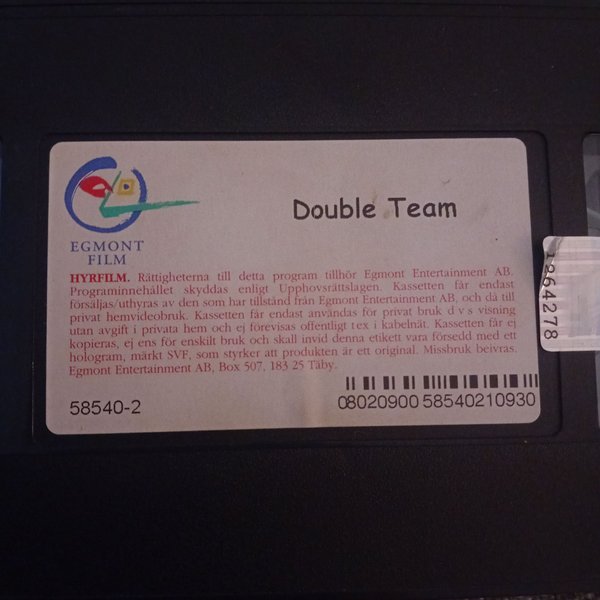 Double Team
EGMONT
FILM
HYRFILM. Rättigheterna till detta program tillhör Egmont Entertainment AB.
Programinnehållet skyddas enligt Upphovsrättslagen. Kassetten får endast
försäljas/uthyras av den som har tillstånd från Egmont Entertainment AB, och då till
privat hemvideobruk. Kassetten får endast användas för privat bruk d v s visning
utan avgift i privata hem och ej förevisas offentligt t ex i kabelnät. Kassetten får ej
kopieras, ej ens för enskilt bruk och skall invid denna etikett vara försedd med ett
hologram, märkt SVF, som styrker att produkten är ett original. Missbruk beivras.
Egmont Entertainment AB, Box 507, 183 25 Täby.
58540-2
08020900 58540210930